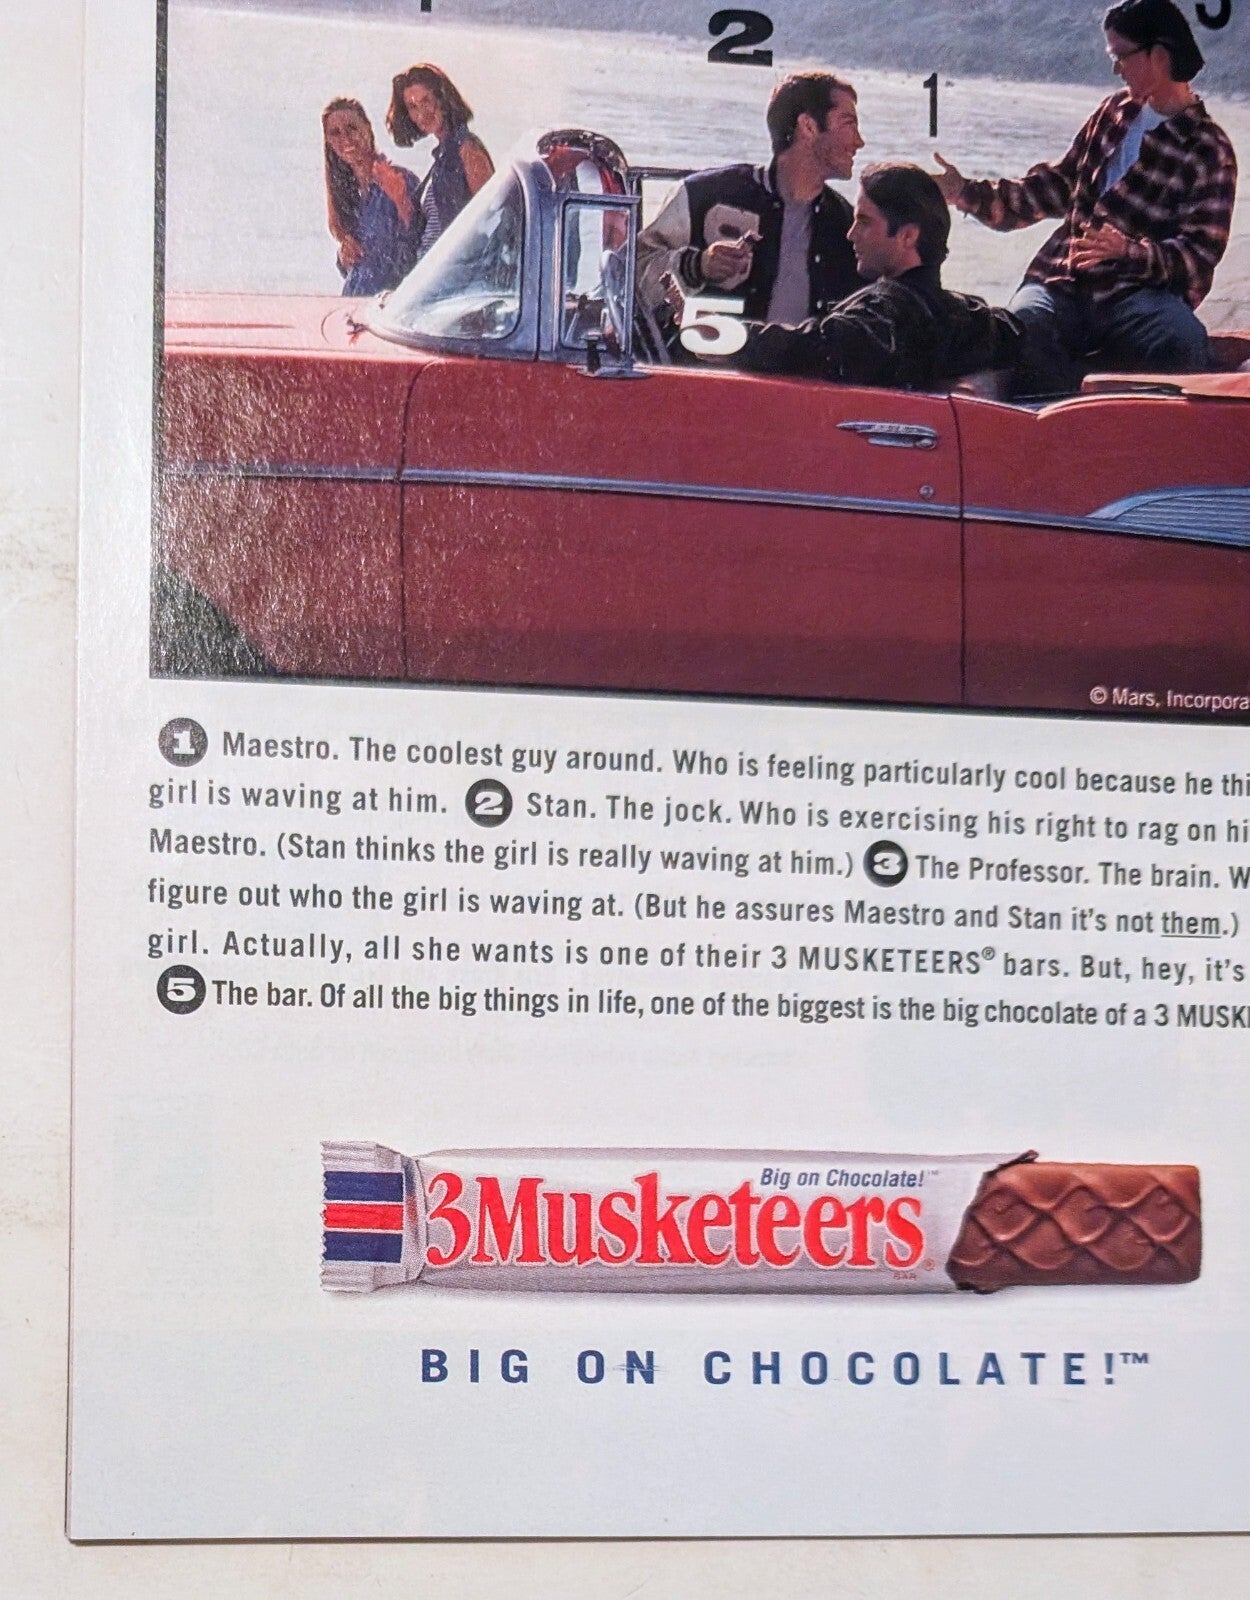 2
1
5
© Mars, Incorpora
1 Maestro. The coolest guy around. Who is feeling particularly cool because he thi
girl is waving at him. 2 Stan. The jock. Who is exercising his right to rag on hi
Maestro. (Stan thinks the girl is really waving at him.) 3 The Professor. The brain. W
figure out who the girl is waving at. (But he assures Maestro and Stan it's not them.)
girl. Actually, all she wants is one of their 3 MUSKETEERS® bars. But, hey, it's
5 The bar. Of all the big things in life, one of the biggest is the big chocolate of a 3 MUSK
Big on Chocolate!™
3Musketeers®
BAR
BIG ON CHOCOLATE!™